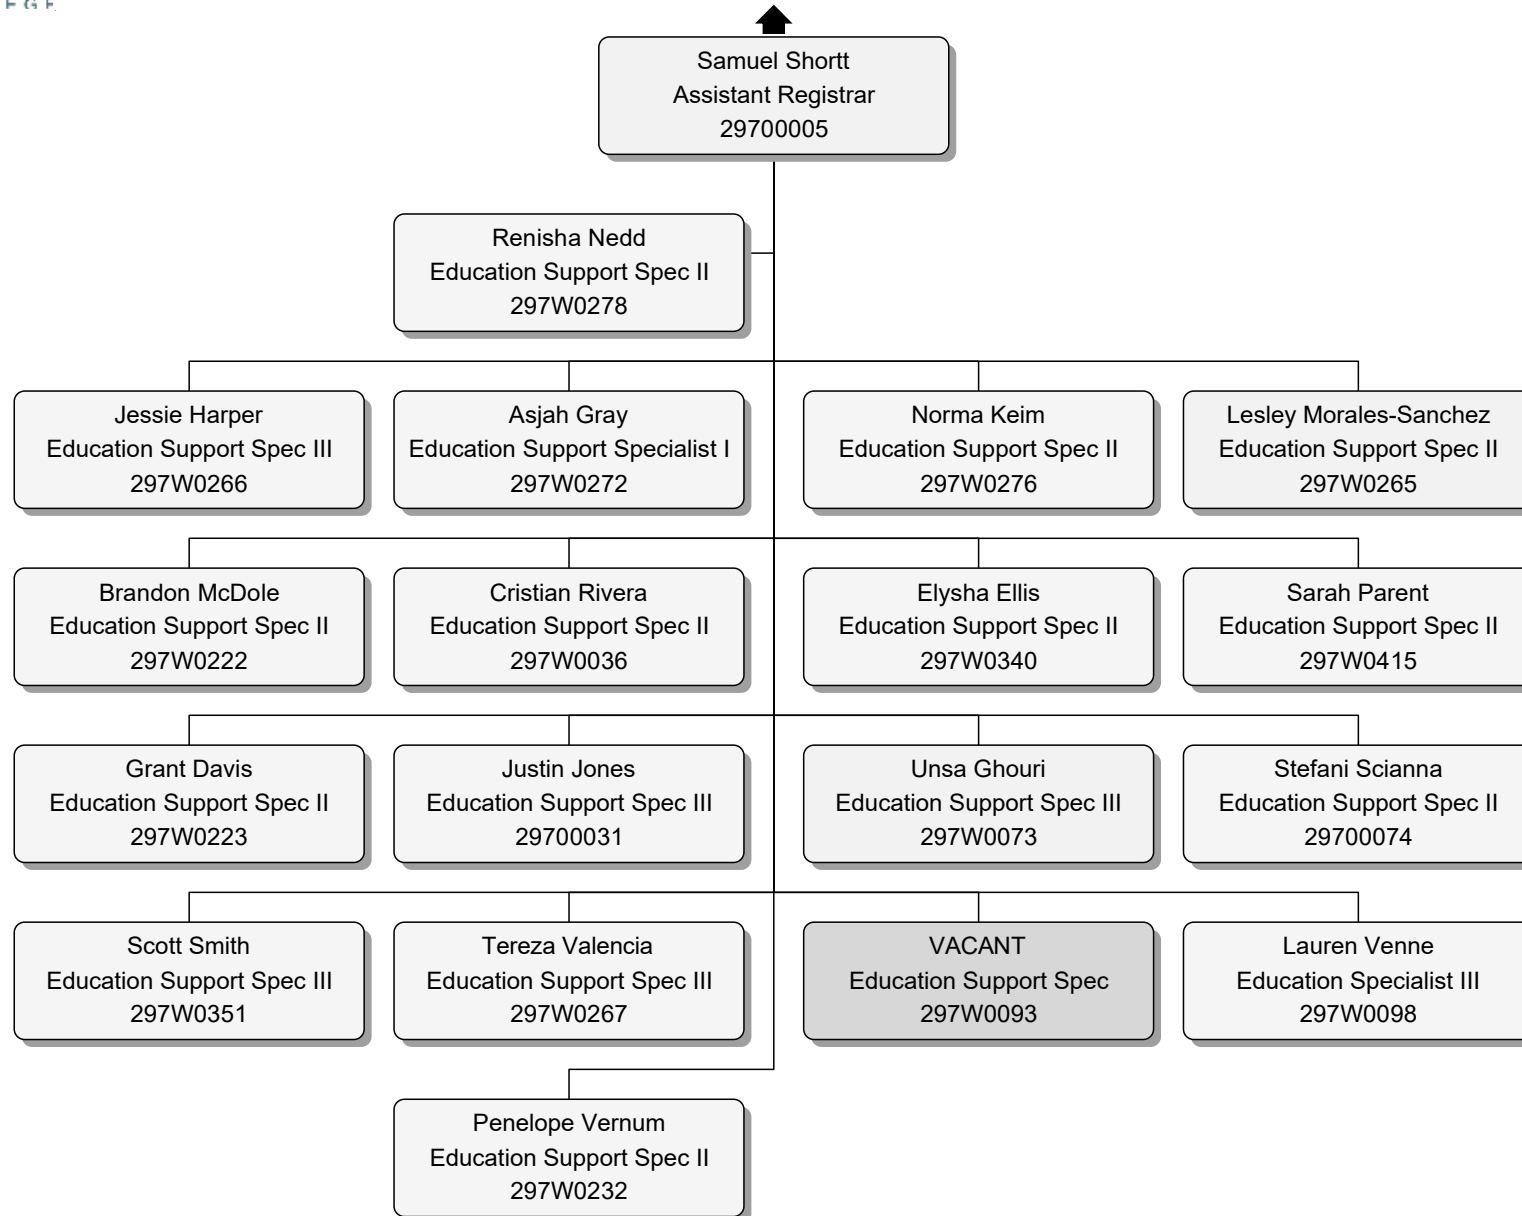 Samuel Shortt
Assistant Registrar
29700005
Renisha Nedd
Education Support Spec II
297W0278
Jessie Harper
Education Support Spec III
297W0266
Asjah Gray
Education Support Specialist I
297W0272
Norma Keim
Education Support Spec II
297W0276
Lesley Morales-Sanchez
Education Support Spec II
297W0265
Brandon McDole
Education Support Spec II
297W0222
Cristian Rivera
Education Support Spec II
297W0036
Elysha Ellis
Education Support Spec II
297W0340
Sarah Parent
Education Support Spec II
297W0415
Grant Davis
Education Support Spec II
297W0223
Justin Jones
Education Support Spec III
29700031
Unsa Ghouri
Education Support Spec III
297W0073
Stefani Scianna
Education Support Spec II
29700074
Scott Smith
Education Support Spec III
297W0351
Tereza Valencia
Education Support Spec III
297W0267
VACANT
Education Support Spec
297W0093
Lauren Venne
Education Specialist III
297W0098
Penelope Vernum
Education Support Spec II
297W0232